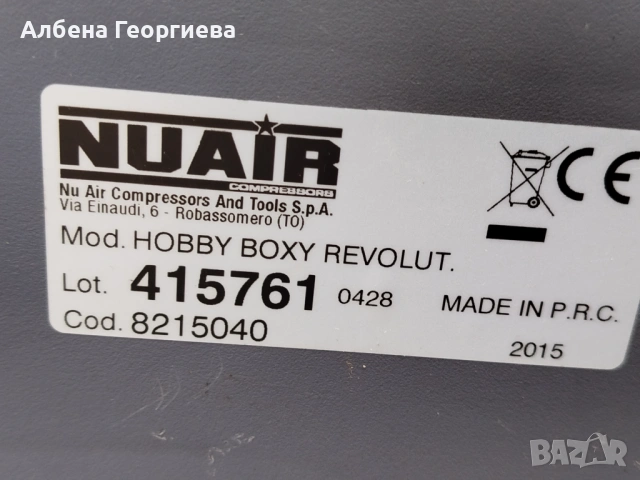 Албена Георгиева
NUAIR
COMPRESSORS
Nu Air Compressors And Tools S.p.A.
Via Einaudi, 6 - Robassomero (TO)
Mod. HOBBY BOXY REVOLUT.
Lot. 415761 0428
MADE IN P.R.C.
Cod. 8215040
2015
CE
BAZAR